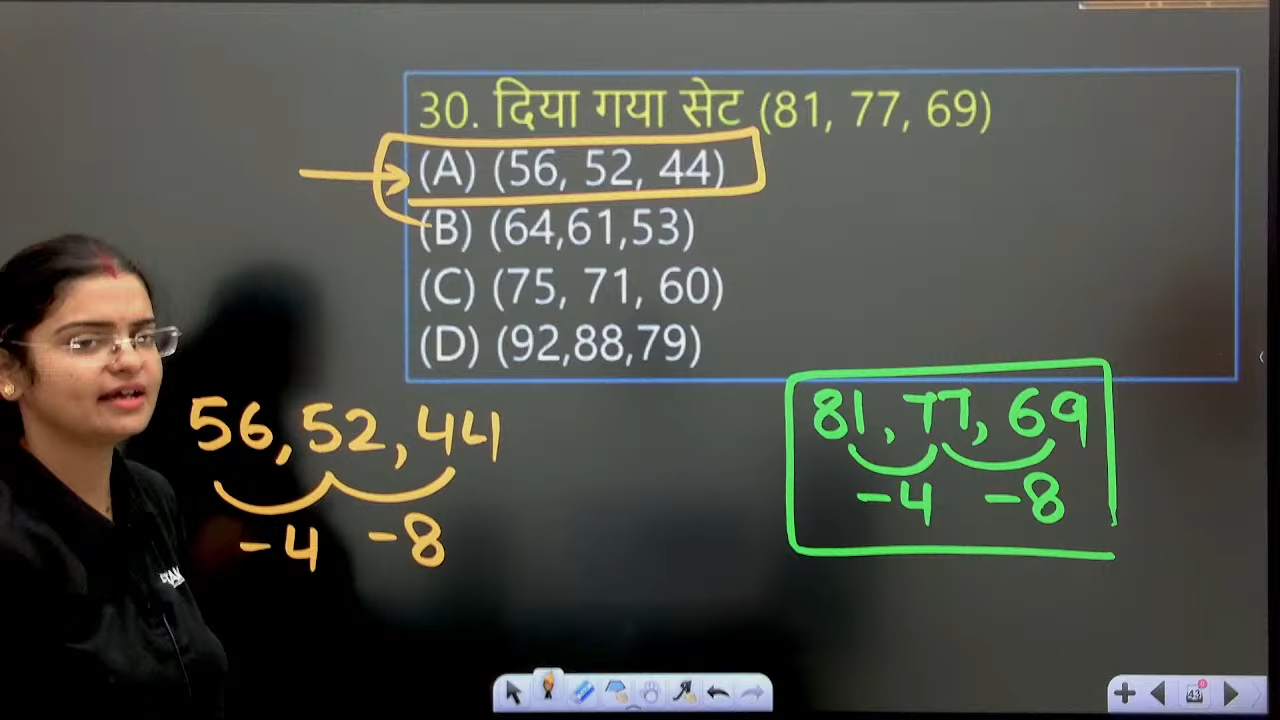 30. दिया गया सेट (81, 77, 69)
(A) (56, 52, 44)
(B) (64,61,53)
(C) (75, 71, 60)
(D) (92,88,79)
56, 52, 44
-4 -8
81, 77, 69
-4 -8
43